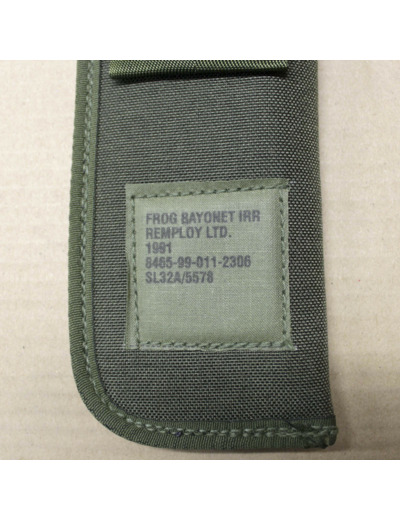 FROG BAYONET IRR
REMPLOY LTD.
1991
8465-99-011-2306
SL32A/5578